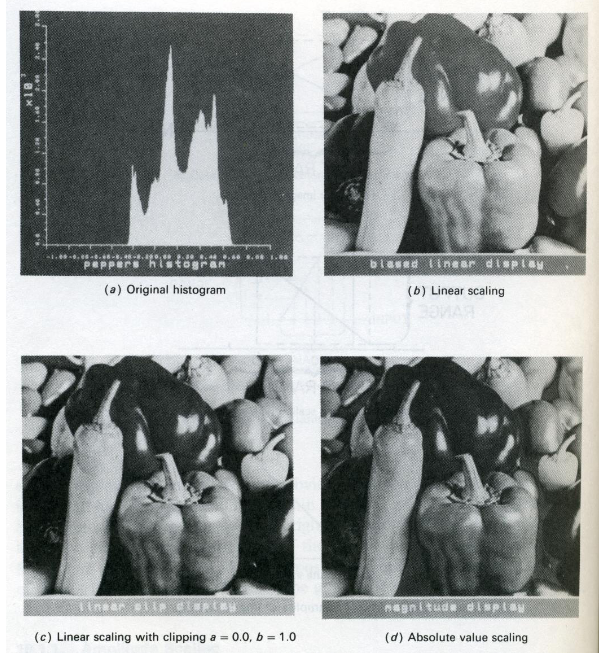 ×10³
2.40
2.00
1.60
1.20
0.80
0.40
0.0
-1.00 -0.80 -0.60 -0.40 -0.20 0.00 0.20 0.40 0.60 0.80 1.00
peppers histogram
biased linear display
(a) Original histogram
(b) Linear scaling
RANGE
linear clip display
magnitude display
(c) Linear scaling with clipping a = 0.0, b = 1.0
(d) Absolute value scaling